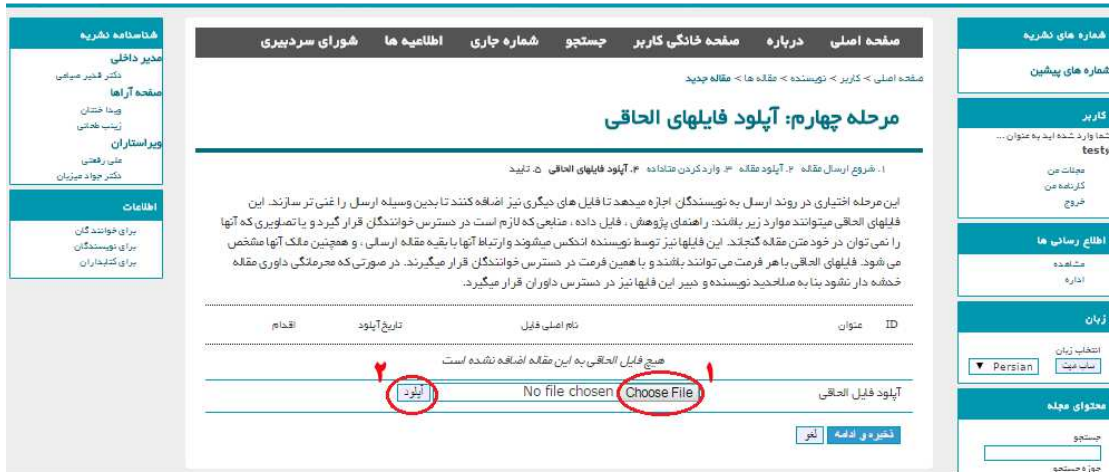 شماره های نشریه
شماره های پیشین
کاربر
شما وارد شده اید به عنوان ...
testy
مجلات من
کارنامه من
خروج
اطلاع رسانی ها
مشاهده
اداره
زبان
انتخاب زبان
Persian
ساب میت
محتوای مجله
جستجو
حوزه جستجو
صفحه اصلی درباره صفحه خانگی کاربر جستجو شماره جاری اطلاعیه ها شورای سردبیری
صفحه اصلی > کاربر > نویسنده > مقاله ها > مقاله جدید
مرحله چهارم: آپلود فایلهای الحاقی
۱. شروع ارسال مقاله ۲. آپلود مقاله ۳. وارد کردن متاداده ۴. آپلود فایلهای الحاقی ۵. تایید
این مرحله اختیاری در روند ارسال به نویسندگان اجازه میدهد تا فایل های دیگری نیز اضافه کنند تا بدین وسیله ارسال را غنی تر سازند. این
فایلهای الحاقی میتوانند موارد زیر باشند: راهنمای پژوهش ، فایل داده ، منابعی که لازم است در دسترس خوانندگان قرار گیرد و یا تصاویری که آنها
را نمی توان در خود متن مقاله گنجاند. این فایلها نیز توسط نویسنده اندکس میشوند و ارتباط آنها با بقیه مقاله ارسالی ، و همچنین مالک آنها مشخص
می شود. فایلهای الحاقی با هر فرمت می توانند باشند و با همین فرمت در دسترس خوانندگان قرار میگیرند. در صورتی که محرمانگی داوری مقاله
خدشه دار نشود بنا به صلاحدید نویسنده و دبیر این فایلها نیز در دسترس داوران قرار میگیرد.
ID عنوان نام اصلی فایل تاریخ آپلود اقدام
هیچ فایل الحاقی به این مقاله اضافه نشده است
۱ ۲
آپلود فایل الحاقی Choose File No file chosen آپلود
ذخیره و ادامه لغو
شناسنامه نشریه
مدیر داخلی
دکتر قدیر صیامی
صفحه آراها
ویدا ختنان
زینب طحانی
ویراستاران
علی رفعتی
دکتر جواد میزبان
اطلاعات
برای خوانندگان
برای نویسندگان
برای کتابداران